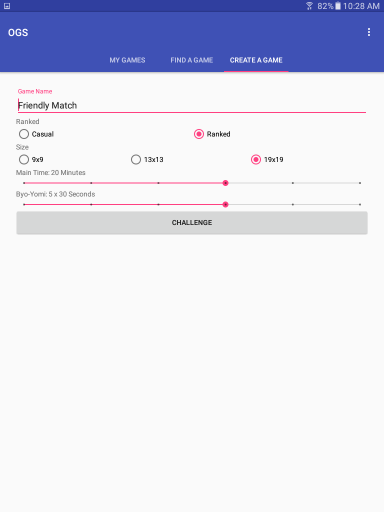 82% 10:28 AM
OGS
MY GAMES FIND A GAME CREATE A GAME
Game Name
Friendly Match
Ranked
Casual Ranked
Size
9x9 13x13 19x19
Main Time: 20 Minutes
Byo-Yomi: 5 x 30 Seconds
CHALLENGE